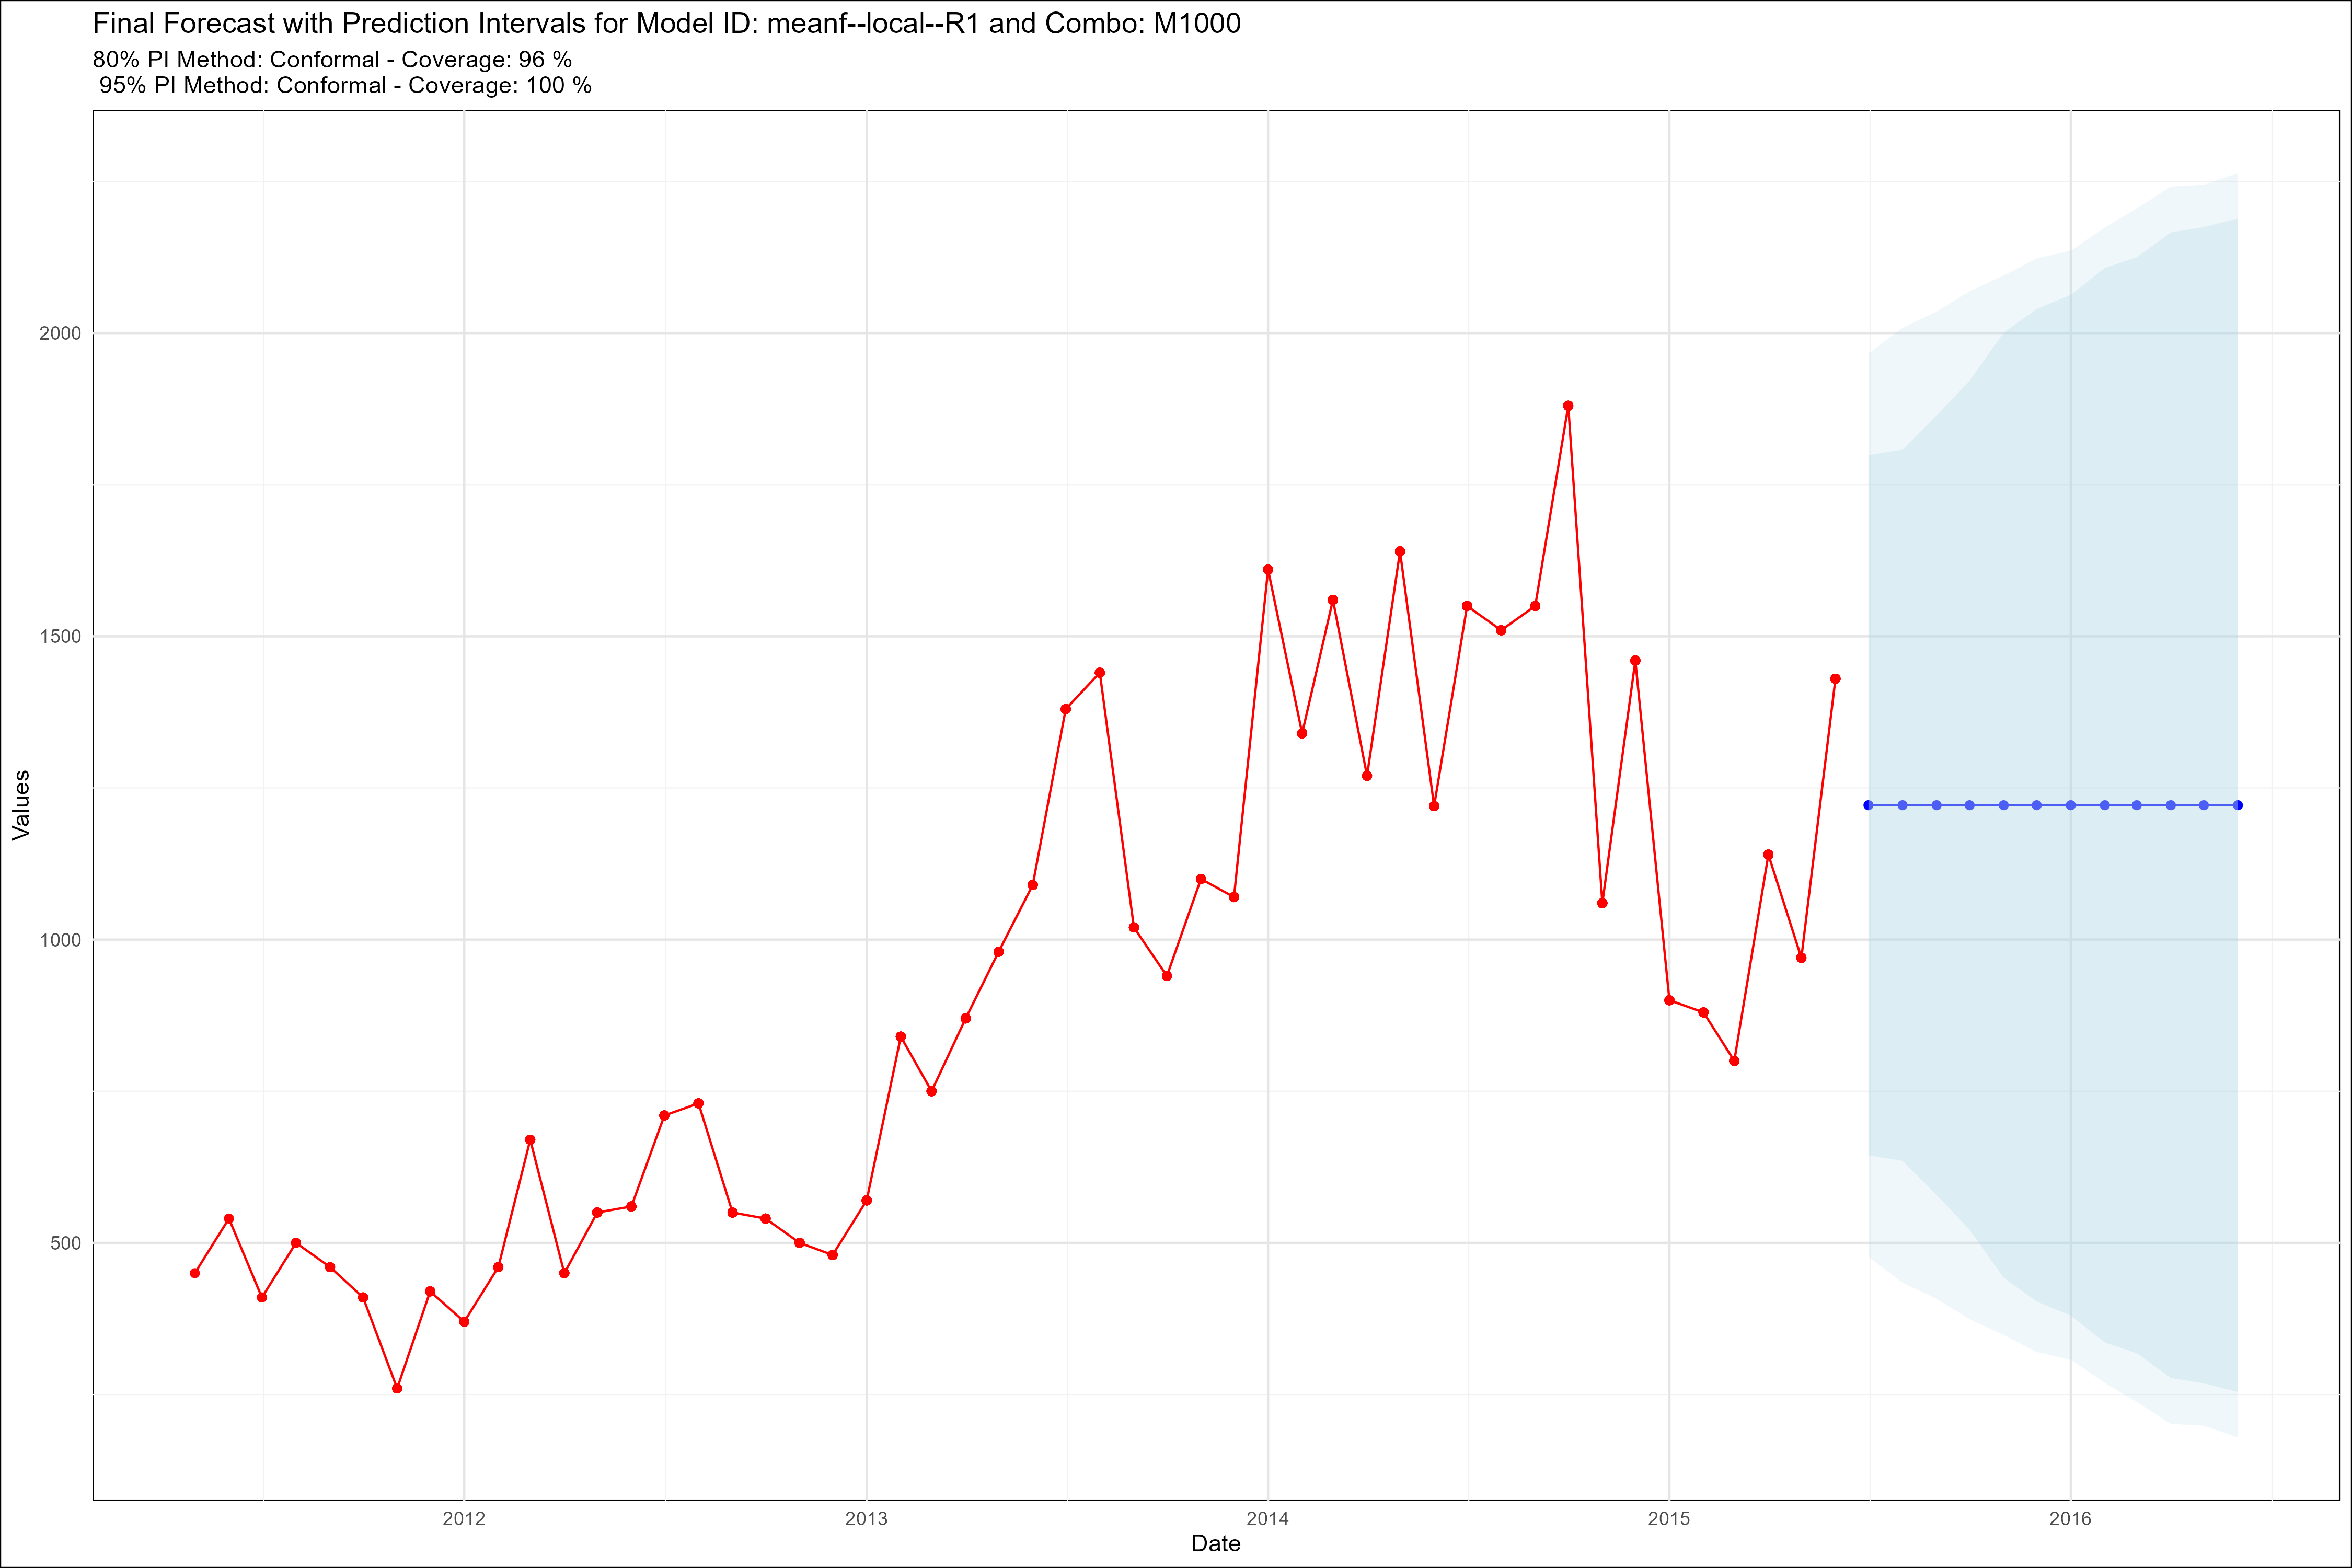 Final Forecast with Prediction Intervals for Model ID: meanf--local--R1 and Combo: M1000
80% PI Method: Conformal - Coverage: 96 %
95% PI Method: Conformal - Coverage: 100 %
Values
2000
1500
1000
500
2012
2013
2014
2015
2016
Date